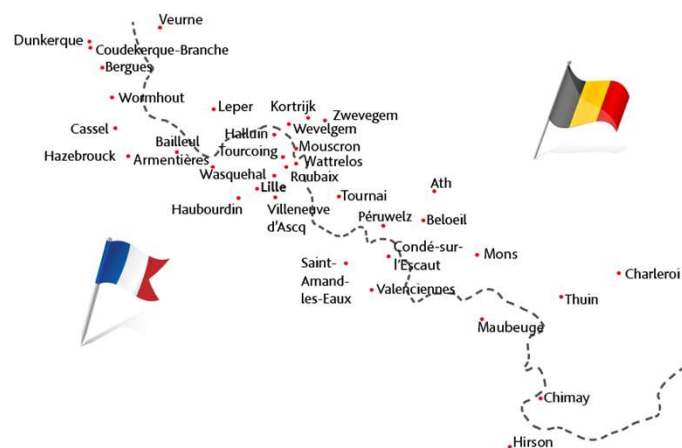 Veurne
Dunkerque
Coudekerque-Branche
Bergues
Wormhout
Leper
Kortrijk
Zwevegem
Cassel
Halluin
Wevelgem
Bailleul
Mouscron
Hazebrouck
Armentières
Tourcoing
Wattrelos
Wasquehal
Roubaix
Lille
Ath
Haubourdin
Villeneuve
d'Ascq
Tournai
Péruwelz
Beloeil
Condé-sur-
l'Escaut
Mons
Saint-
Amand-
les-Eaux
Charleroi
Valenciennes
Thuin
Maubeuge
Chimay
Hirson